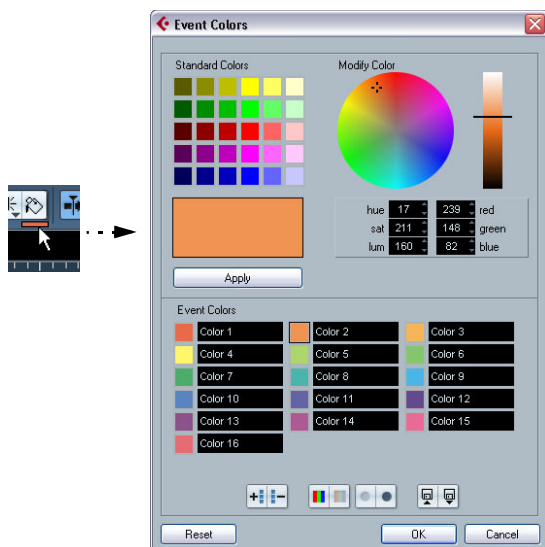 Event Colors
Standard Colors
Modify Color
hue 17 239 red
sat 211 148 green
lum 160 82 blue
Apply
Event Colors
Color 1 Color 2 Color 3
Color 4 Color 5 Color 6
Color 7 Color 8 Color 9
Color 10 Color 11 Color 12
Color 13 Color 14 Color 15
Color 16
Reset OK Cancel